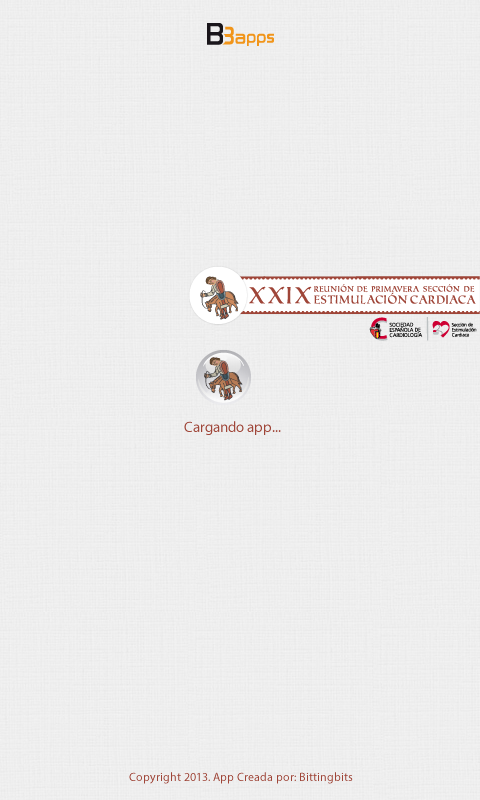 B3apps
XXIX REUNIÓN DE PRIMAVERA SECCIÓN DE
ESTIMULACIÓN CARDIACA
SOCIEDAD
ESPAÑOLA DE
CARDIOLOGÍA
Sección de
Estimulación
Cardiaca
Cargando app...
Copyright 2013. App Creada por: Bittingbits